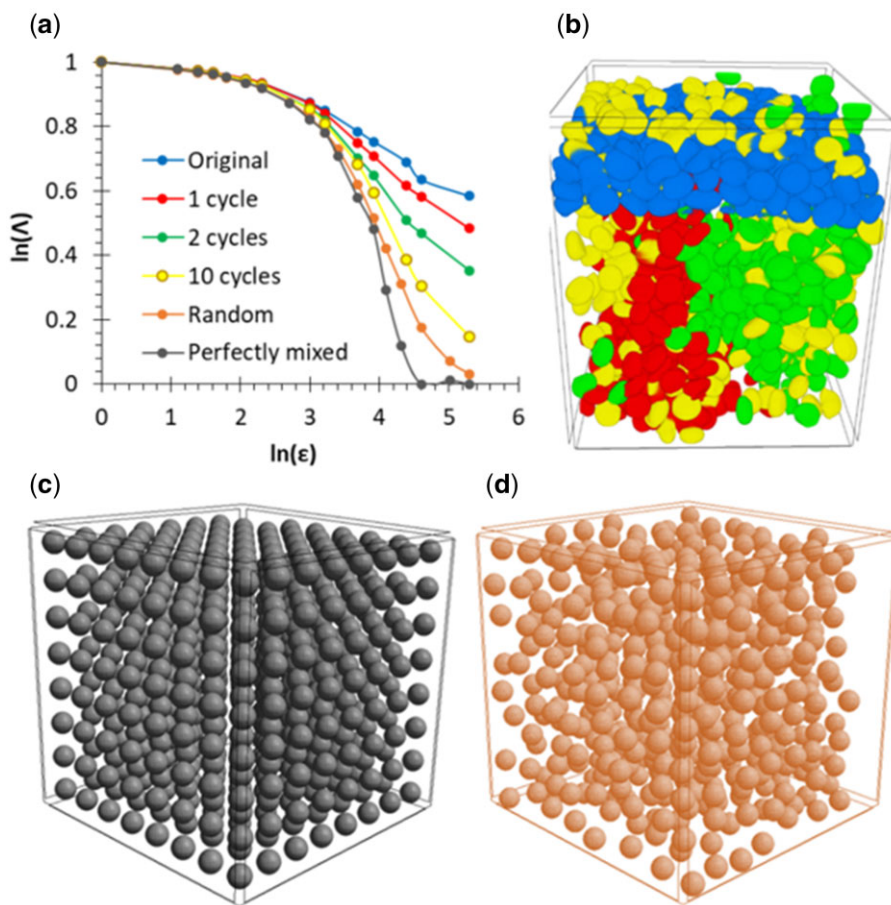 (a)
(b)
1
0.8
0.6
0.4
0.2
0
ln(Λ)
Original
1 cycle
2 cycles
10 cycles
Random
Perfectly mixed
0 1 2 3 4 5 6
ln(ε)
(c)
(d)